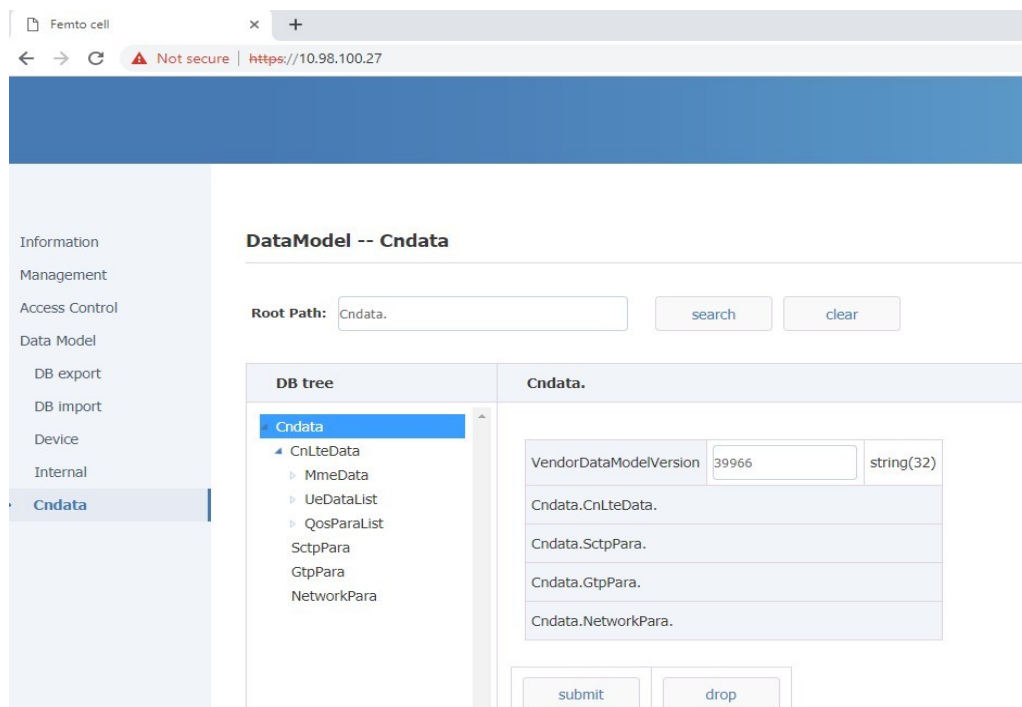 Femto cell
Not secure | https://10.98.100.27
Information
Management
Access Control
Data Model
DB export
DB import
Device
Internal
Cndata
DataModel -- Cndata
Root Path: Cndata. search clear
DB tree
Cndata
CnLteData
MmeData
UeDataList
QosParaList
SctpPara
GtpPara
NetworkPara
Cndata.
VendorDataModelVersion 39966 string(32)
Cndata.CnLteData.
Cndata.SctpPara.
Cndata.GtpPara.
Cndata.NetworkPara.
submit drop